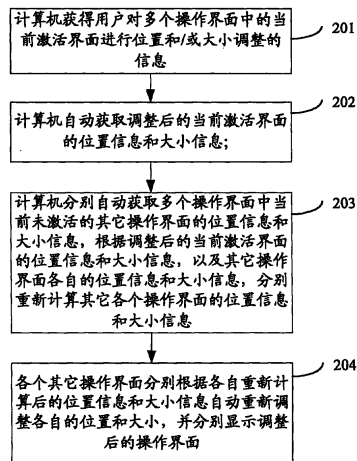 计算机获得用户对多个操作界面中的当
前激活界面进行位置和/或大小调整的
信息
201
计算机自动获取调整后的当前激活界面
的位置信息和大小信息;
202
计算机分别自动获取多个操作界面中当
前未激活的其它操作界面的位置信息和
大小信息，根据调整后的当前激活界面
的位置信息和大小信息，以及其它操作
界面各自的位置信息和大小信息，分别
重新计算其它各个操作界面的位置信息
和大小信息
203
各个其它操作界面分别根据各自重新计
算后的位置信息和大小信息自动重新调
整各自的位置和大小，并分别显示调整
后的操作界面
204